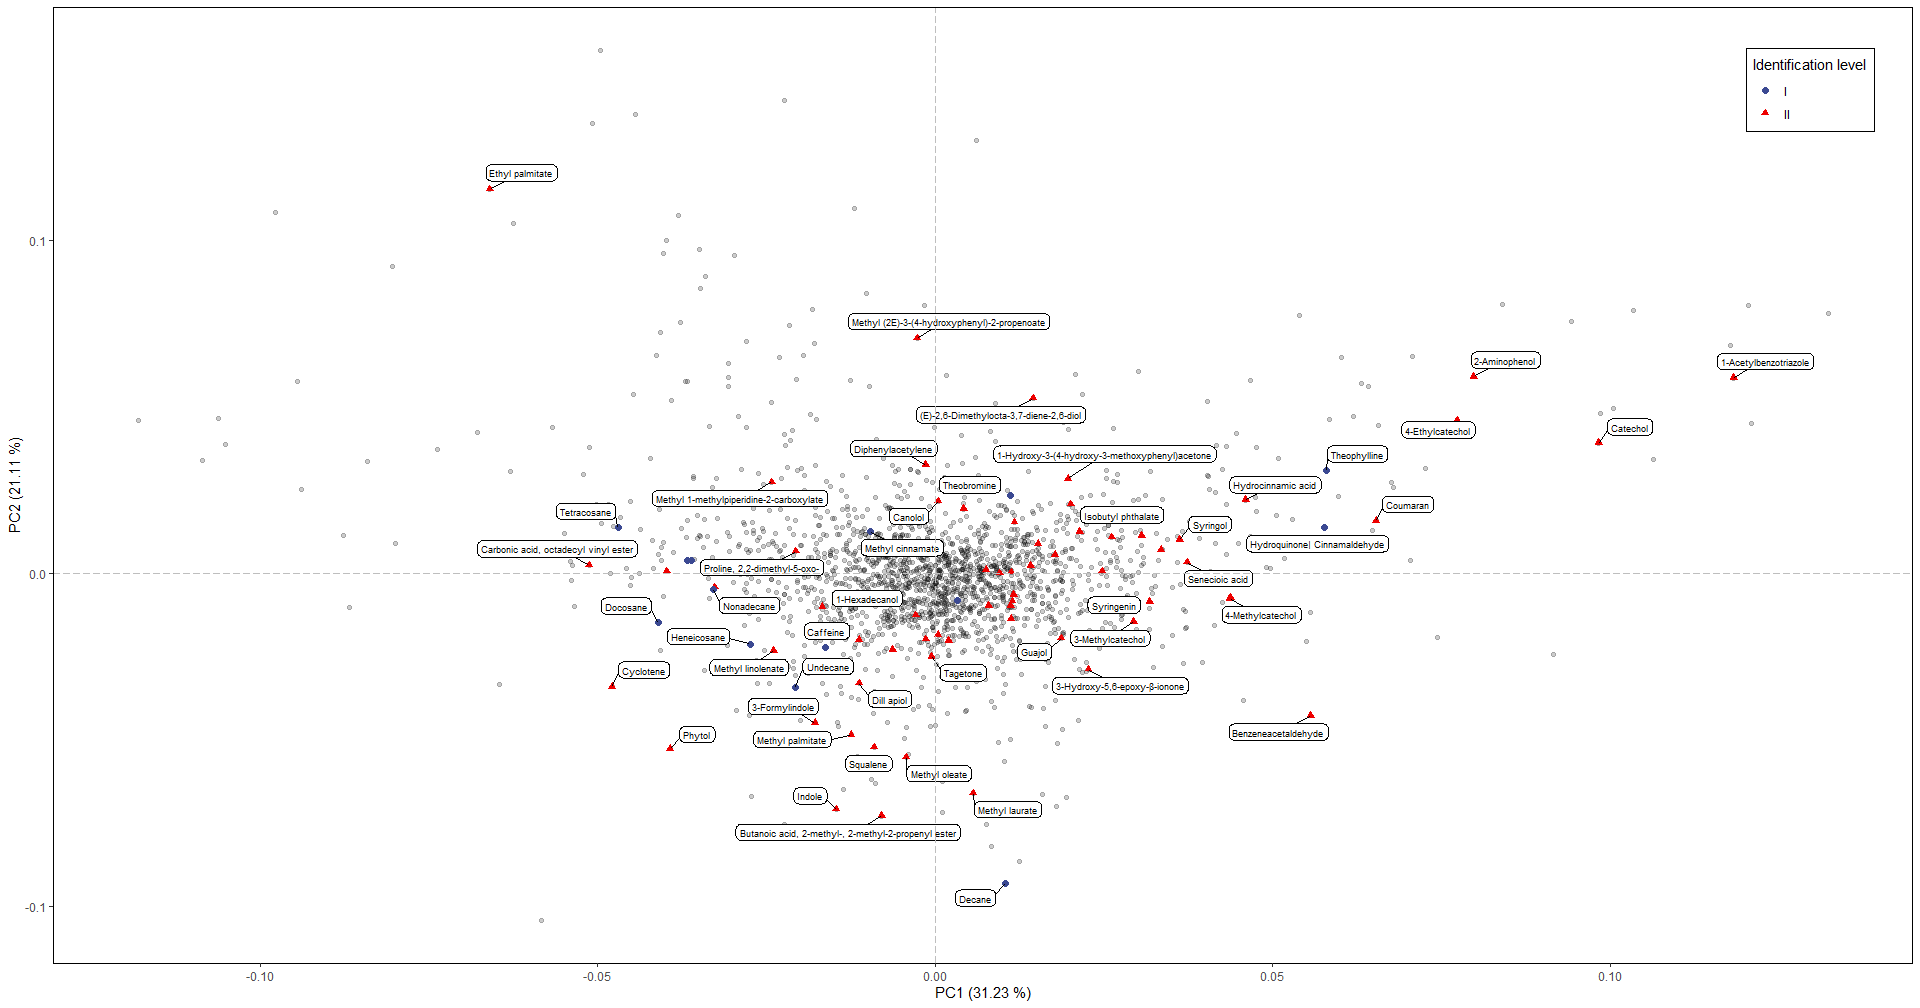 Identification level
I
II
Ethyl palmitate
Methyl (2E)-3-(4-hydroxyphenyl)-2-propenoate
2-Aminophenol
1-Acetylbenzotriazole
(E)-2,6-Dimethylocta-3,7-diene-2,6-diol
4-Ethylcatechol
Catechol
Diphenylacetylene
1-Hydroxy-3-(4-hydroxy-3-methoxyphenyl)acetone
Theophylline
Methyl 1-methylpiperidine-2-carboxylate
Theobromine
Hydrocinnamic acid
Coumaran
Tetracosane
Canolol
Isobutyl phthalate
Syringol
Carbonic acid, octadecyl vinyl ester
Methyl cinnamate
Hydroquinone| Cinnamaldehyde
Proline, 2,2-dimethyl-5-oxo-
Senecioic acid
Docosane
Nonadecane
1-Hexadecanol
Syringenin
4-Methylcatechol
Heneicosane
Caffeine
3-Methylcatechol
Guajol
Cyclotene
Methyl linolenate
Undecane
Tagetone
3-Hydroxy-5,6-epoxy-β-ionone
3-Formylindole
Dill apiol
Phytol
Methyl palmitate
Benzeneacetaldehyde
Squalene
Methyl oleate
Indole
Methyl laurate
Butanoic acid, 2-methyl-, 2-methyl-2-propenyl ester
Decane
0.1
0.0
-0.1
PC2 (21.11 %)
-0.10
-0.05
0.00
0.05
0.10
PC1 (31.23 %)